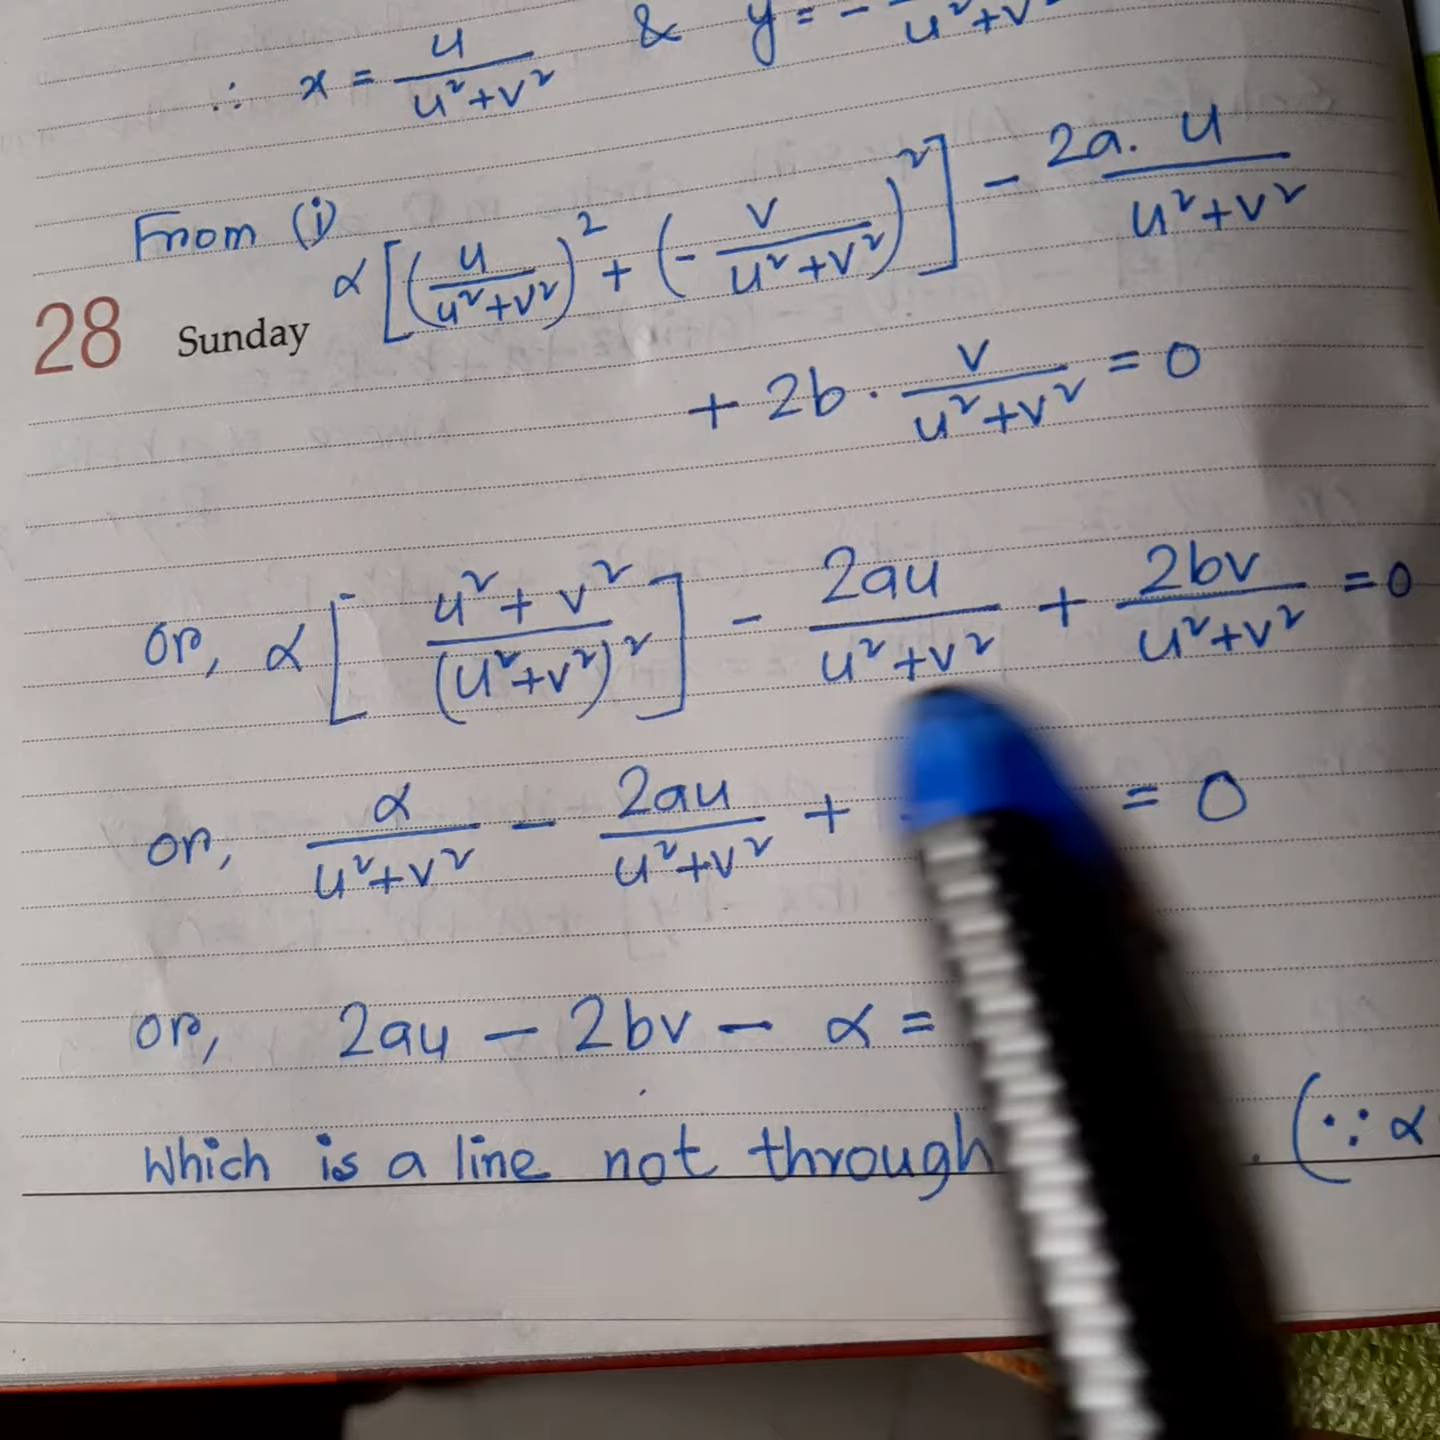 ∴ x = u/(u²+v²) & y = - /(u²+v²
From (i)
α[(u/(u²+v²))² + (-v/(u²+v²))²] - 2a. u/(u²+v²)
28 Sunday
+ 2b. v/(u²+v²) = 0
or, α[(u²+v²)/(u²+v²)²] - 2au/(u²+v²) + 2bv/(u²+v²) = 0
or, α/(u²+v²) - 2au/(u²+v²) + = 0
or, 2au - 2bv - α =
Which is a line not through . (∵ α